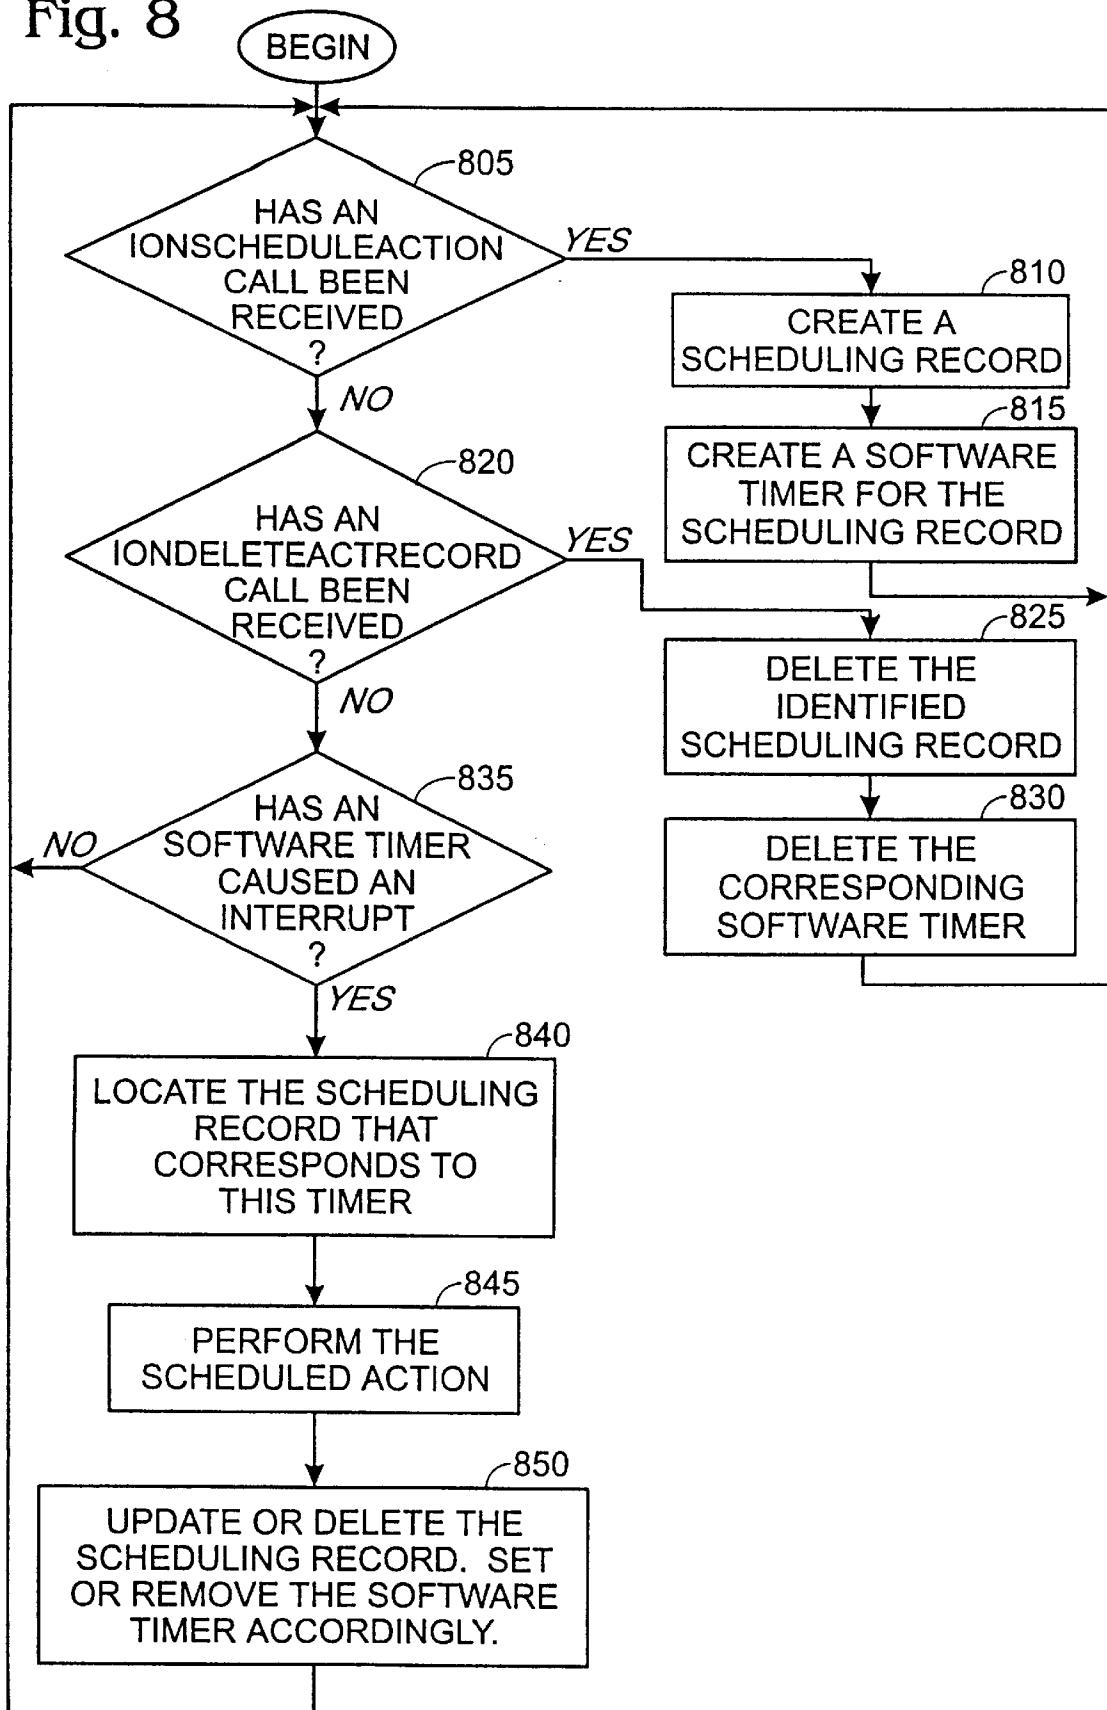 Fig. 8
BEGIN
805
HAS AN
IONSCHEDULEACTION
CALL BEEN
RECEIVED
?
YES
NO
810
CREATE A
SCHEDULING RECORD
815
CREATE A SOFTWARE
TIMER FOR THE
SCHEDULING RECORD
820
HAS AN
IONDELETEACTRECORD
CALL BEEN
RECEIVED
?
YES
NO
825
DELETE THE
IDENTIFIED
SCHEDULING RECORD
830
DELETE THE
CORRESPONDING
SOFTWARE TIMER
835
HAS AN
SOFTWARE TIMER
CAUSED AN
INTERRUPT
?
NO
YES
840
LOCATE THE SCHEDULING
RECORD THAT
CORRESPONDS TO
THIS TIMER
845
PERFORM THE
SCHEDULED ACTION
850
UPDATE OR DELETE THE
SCHEDULING RECORD. SET
OR REMOVE THE SOFTWARE
TIMER ACCORDINGLY.